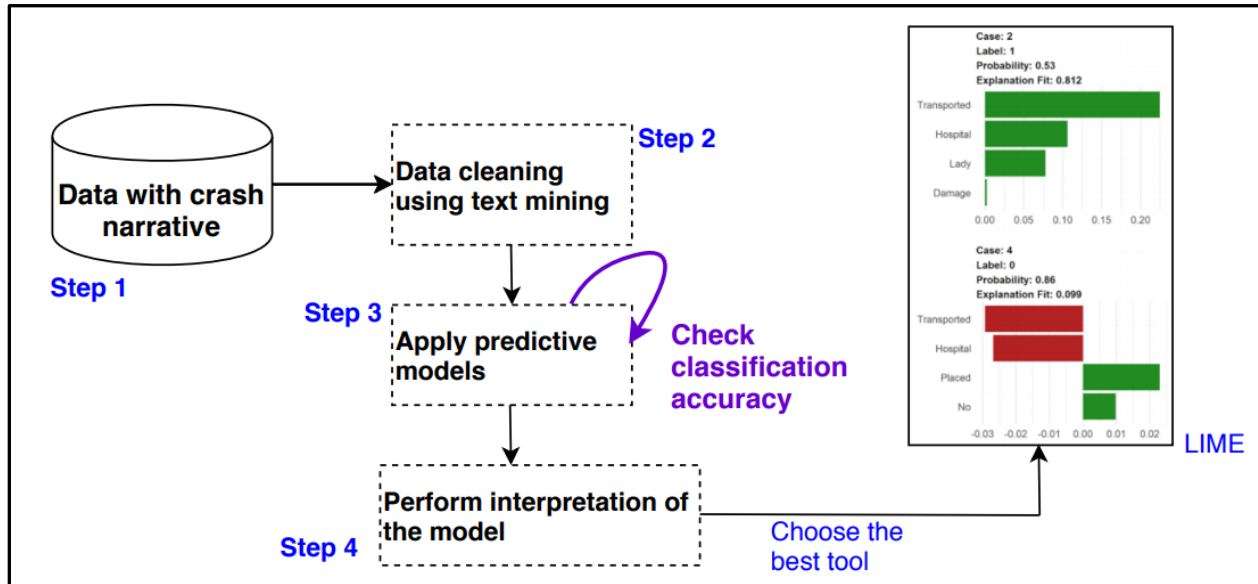 Data with crash
narrative
Step 1
Step 2
Data cleaning
using text mining
Step 3
Apply predictive
models
Check
classification
accuracy
Step 4
Perform interpretation of
the model
Choose the
best tool
Case: 2
Label: 1
Probability: 0.53
Explanation Fit: 0.812
Transported
Hospital
Lady
Damage
0.00 0.05 0.10 0.15 0.20
Case: 4
Label: 0
Probability: 0.86
Explanation Fit: 0.099
Transported
Hospital
Placed
No
-0.03 -0.02 -0.01 0.00 0.01 0.02
LIME